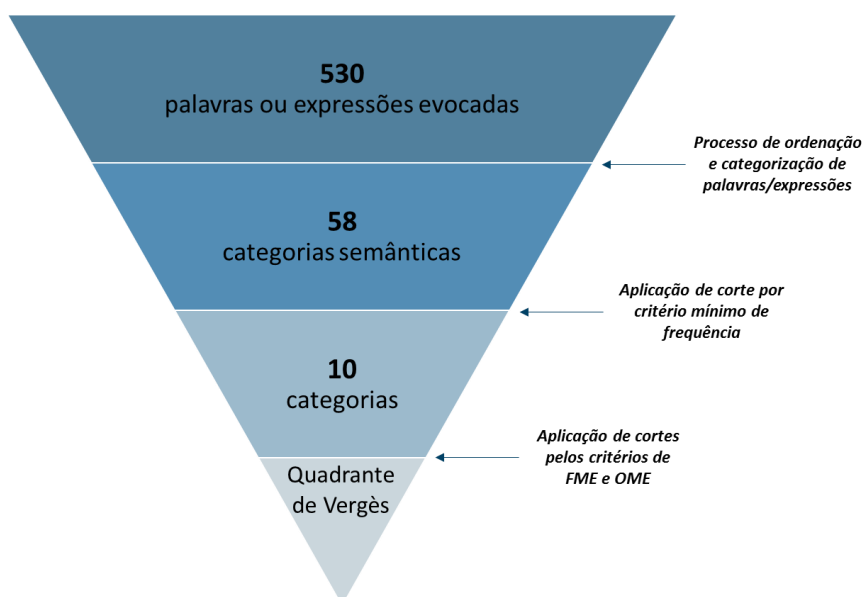 530
palavras ou expressões evocadas
Processo de ordenação
e categorização de
palavras/expressões
58
categorias semânticas
Aplicação de corte por
critério mínimo de
frequência
10
categorias
Aplicação de cortes
pelos critérios de
FME e OME
Quadrante
de Vergès